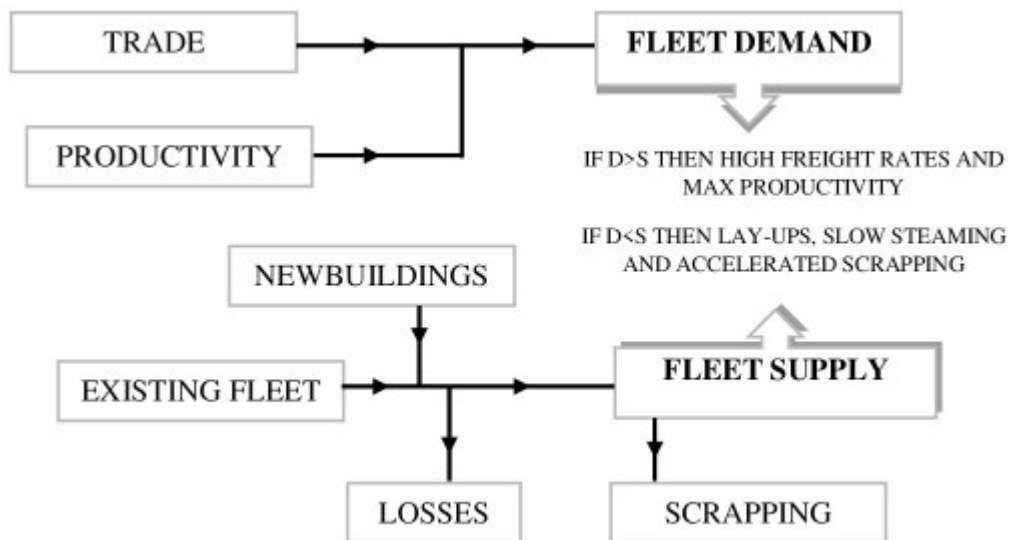 TRADE
FLEET DEMAND
PRODUCTIVITY
IF D>S THEN HIGH FREIGHT RATES AND
MAX PRODUCTIVITY
IF D<S THEN LAY-UPS, SLOW STEAMING
AND ACCELERATED SCRAPPING
NEWBUILDINGS
EXISTING FLEET
FLEET SUPPLY
LOSSES
SCRAPPING